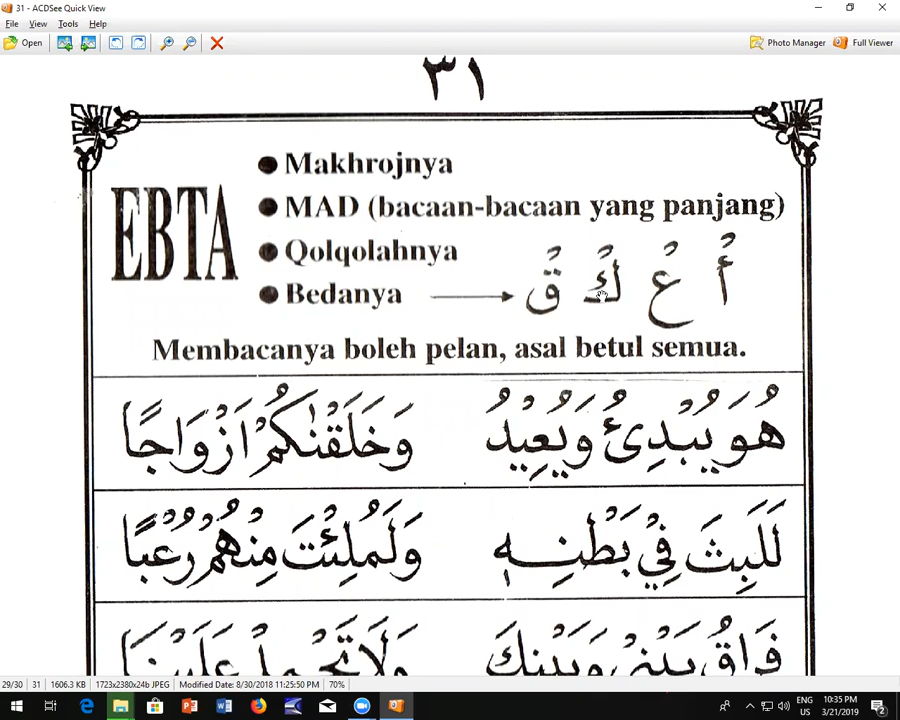 31 - ACDSee Quick View
File View Tools Help
Open Photo Manager Full Viewer
٣١
EBTA
● Makhrojnya
● MAD (bacaan-bacaan yang panjang)
● Qolqolahnya
● Bedanya أُ عُ كُ قُ
Membacanya boleh pelan, asal betul semua.
هُوَ يُبْدِئُ وَيُعِيْدُ وَخَلَقْنٰكُمْ اَزْوَاجًا
لَلَبِثَ فِيْ بَطْنِهٖ وَلَمُلِئْتَ مِنْهُمْ رُعْبًا
29/30 31 1606.3 KB 1723x2380x24b JPEG Modified Date: 8/30/2018 11:25:50 PM 70%
ENG 10:35 PM
US 3/21/2019 2